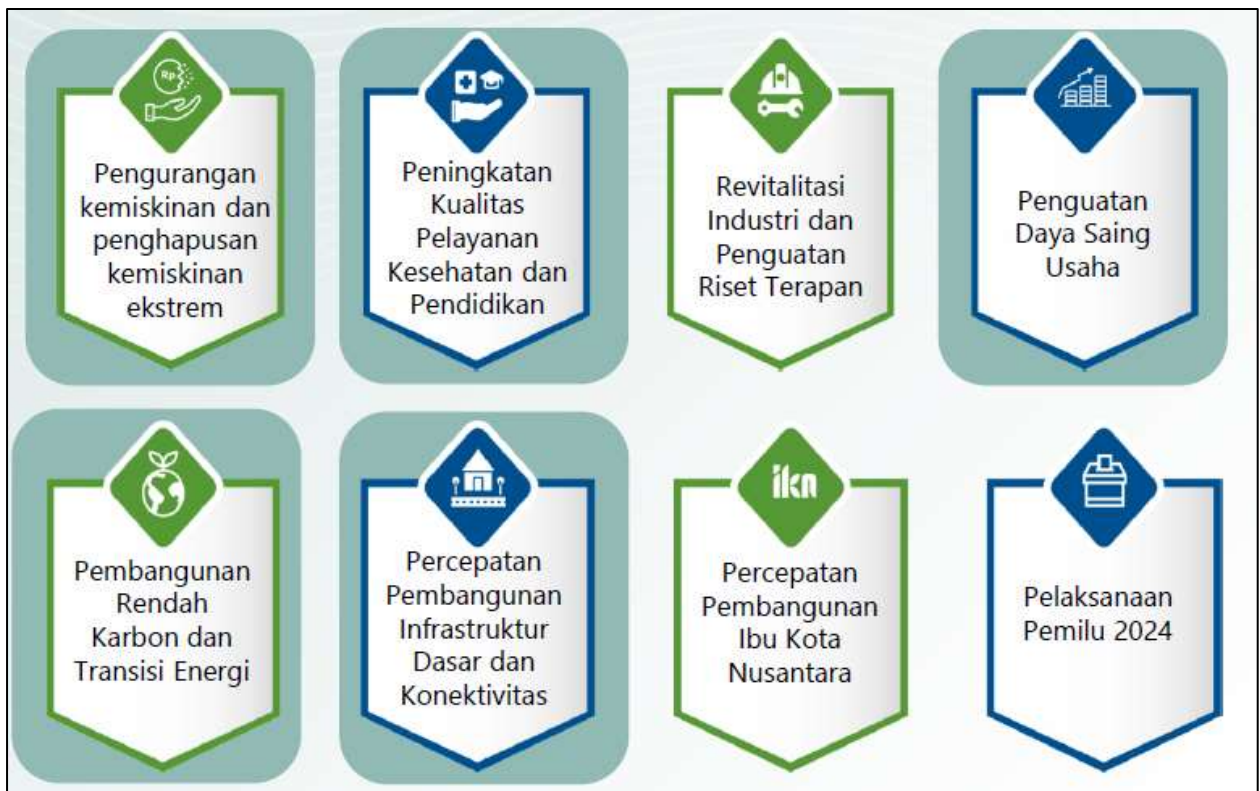 Rp
Pengurangan
kemiskinan dan
penghapusan
kemiskinan
ekstrem
Peningkatan
Kualitas
Pelayanan
Kesehatan dan
Pendidikan
Revitalitasi
Industri dan
Penguatan
Riset Terapan
Penguatan
Daya Saing
Usaha
Pembangunan
Rendah
Karbon dan
Transisi Energi
Percepatan
Pembangunan
Infrastruktur
Dasar dan
Konektivitas
ikn
Percepatan
Pembangunan
Ibu Kota
Nusantara
Pelaksanaan
Pemilu 2024